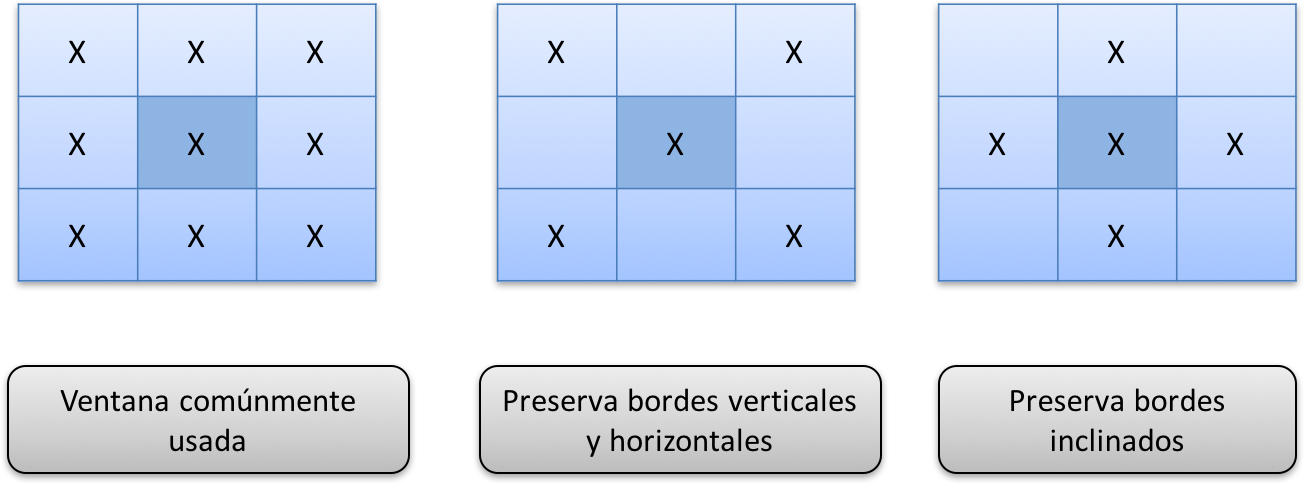 X X X X X X X
X X X X X X X
X X X X X X
Ventana comúnmente
usada
Preserva bordes verticales
y horizontales
Preserva bordes
inclinados